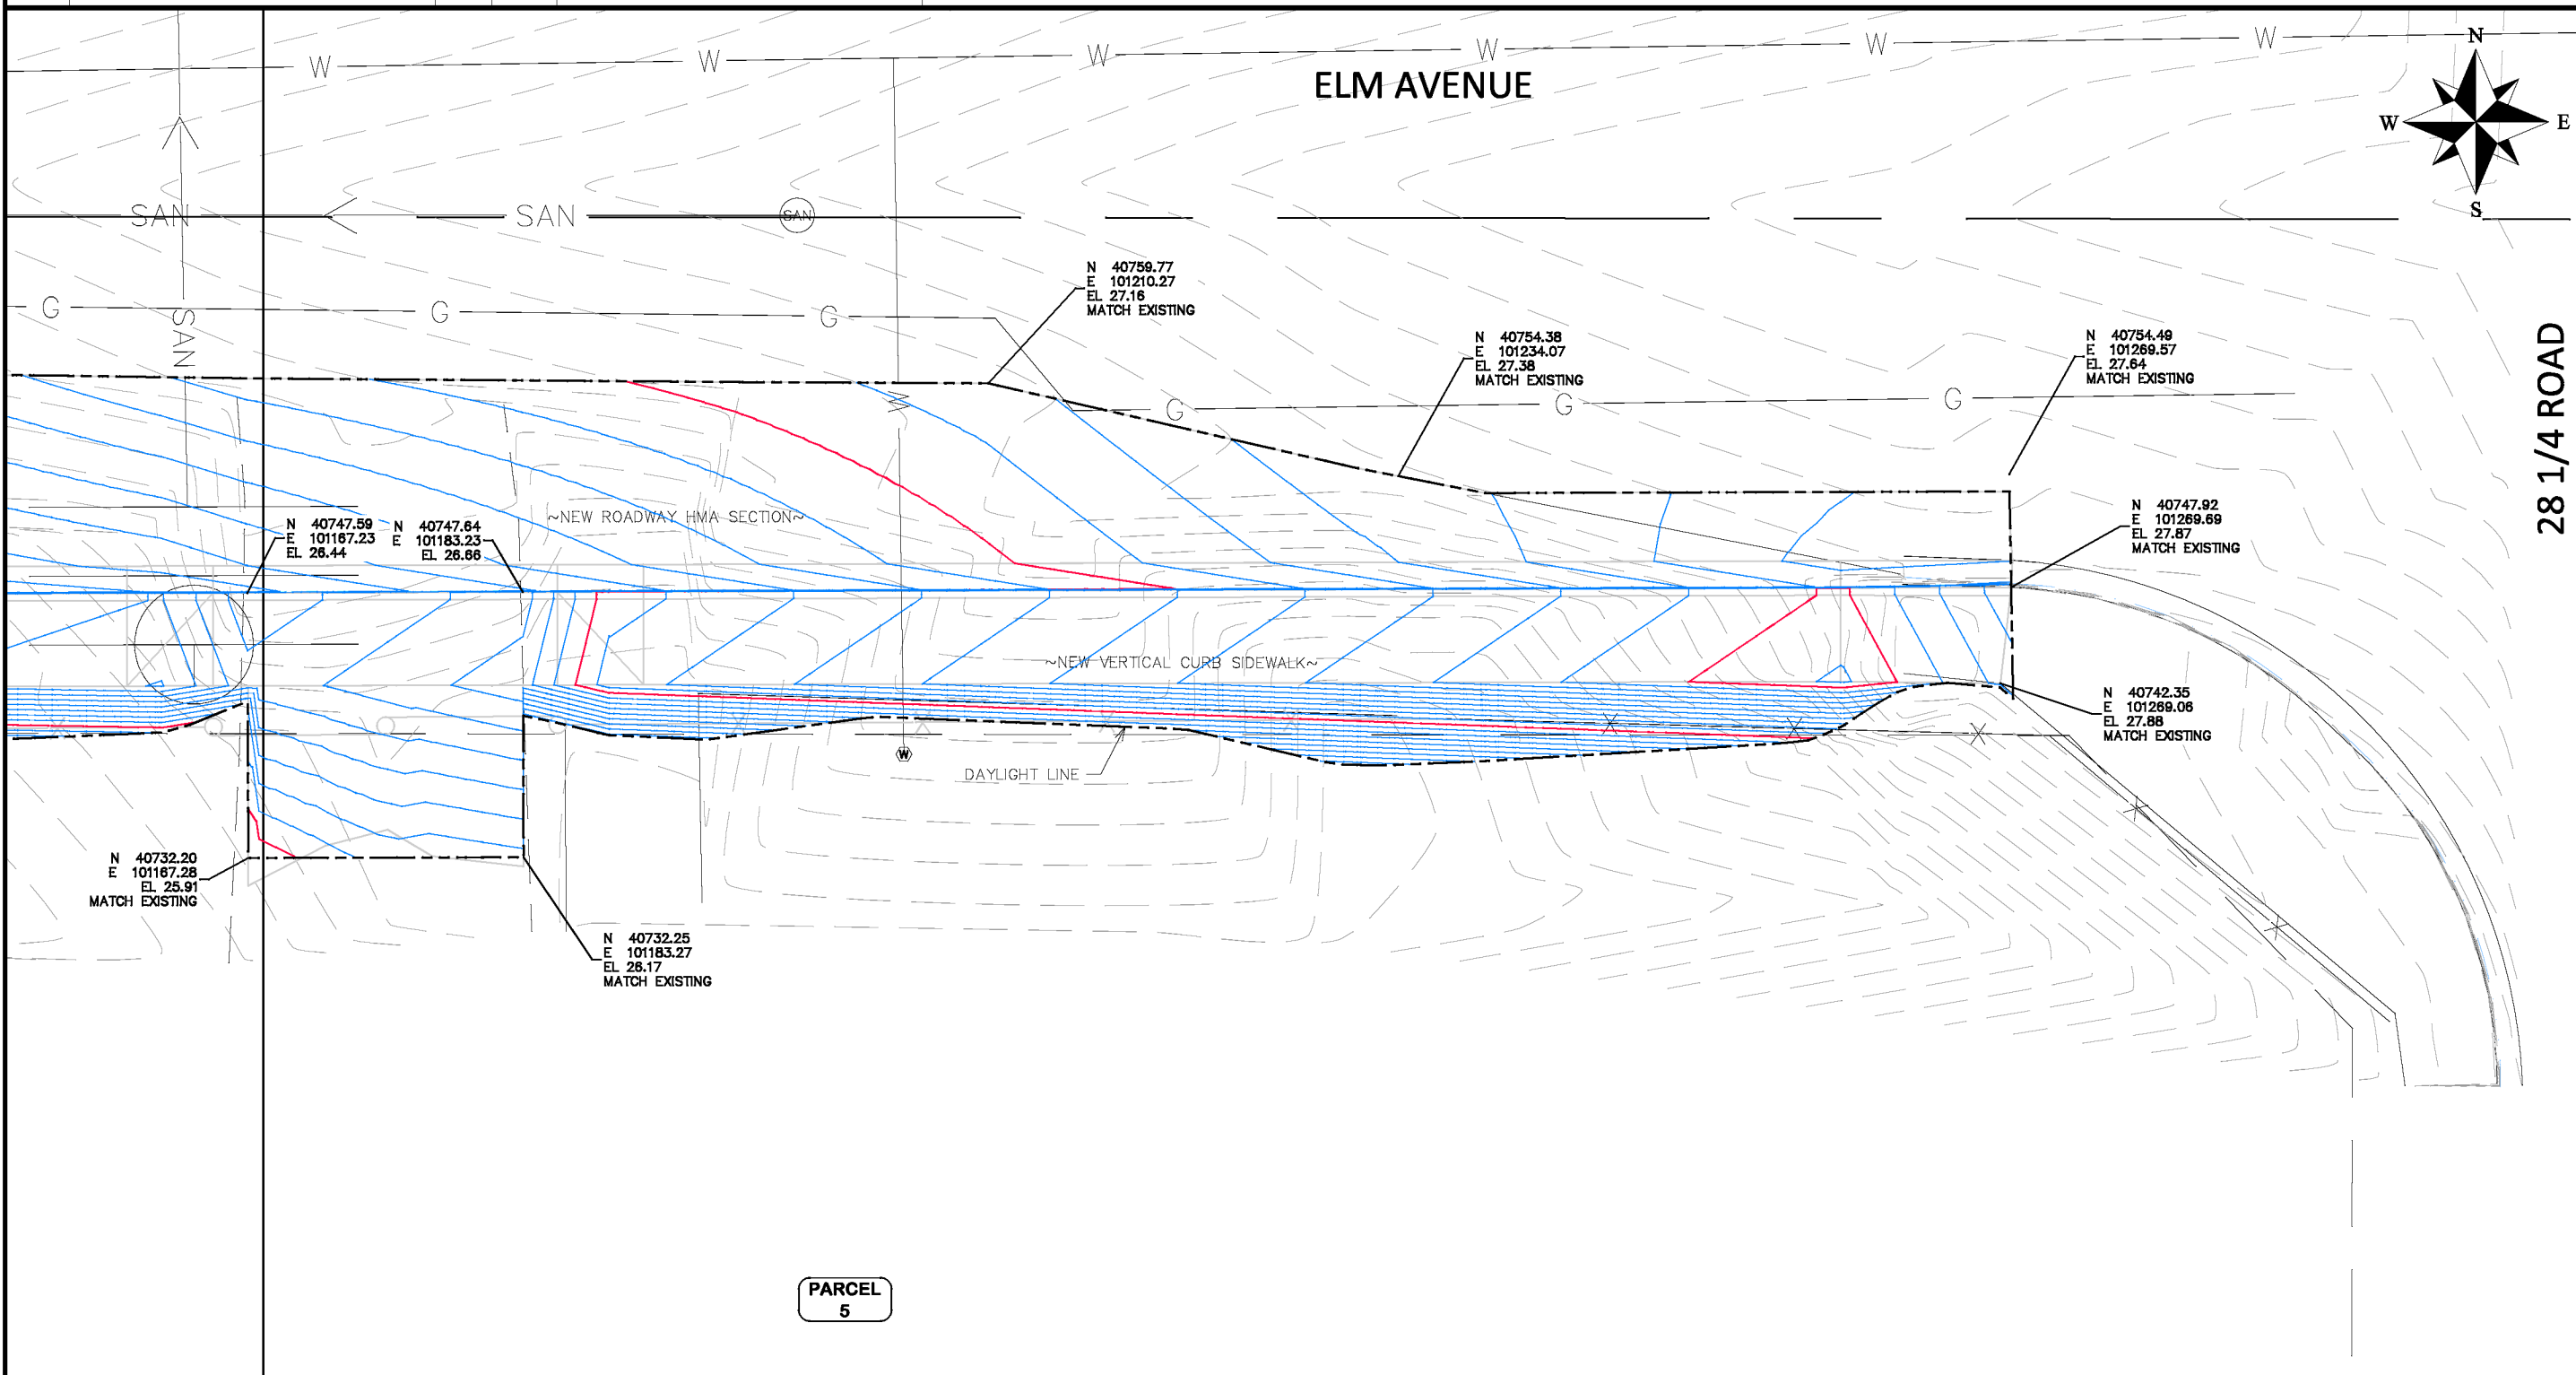 W W W W W W
ELM AVENUE
N
W E
S
SAN SAN SAN
SAN
G G G
G G G
28 1/4 ROAD
N 40759.77
E 101210.27
EL 27.16
MATCH EXISTING
N 40754.38
E 101234.07
EL 27.38
MATCH EXISTING
N 40754.49
E 101269.57
EL 27.64
MATCH EXISTING
W
~NEW ROADWAY HMA SECTION~
N 40747.59
E 101167.23
EL 26.44
N 40747.64
E 101183.23
EL 26.66
N 40747.92
E 101269.69
EL 27.87
MATCH EXISTING
~NEW VERTICAL CURB SIDEWALK~
N 40742.35
E 101269.06
EL 27.88
MATCH EXISTING
X X X
X
X
W
DAYLIGHT LINE
N 40732.20
E 101167.28
EL 25.91
MATCH EXISTING
N 40732.25
E 101183.27
EL 26.17
MATCH EXISTING
PARCEL
5